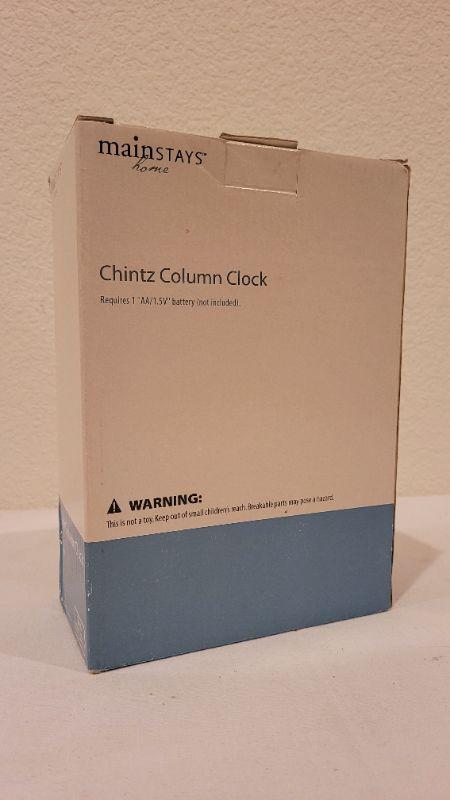 mainSTAYS™
home
Chintz Column Clock
Requires 1 "AA/1.5V" battery (not included).
WARNING:
This is not a toy. Keep out of small children's reach. Breakable parts may pose a hazard.